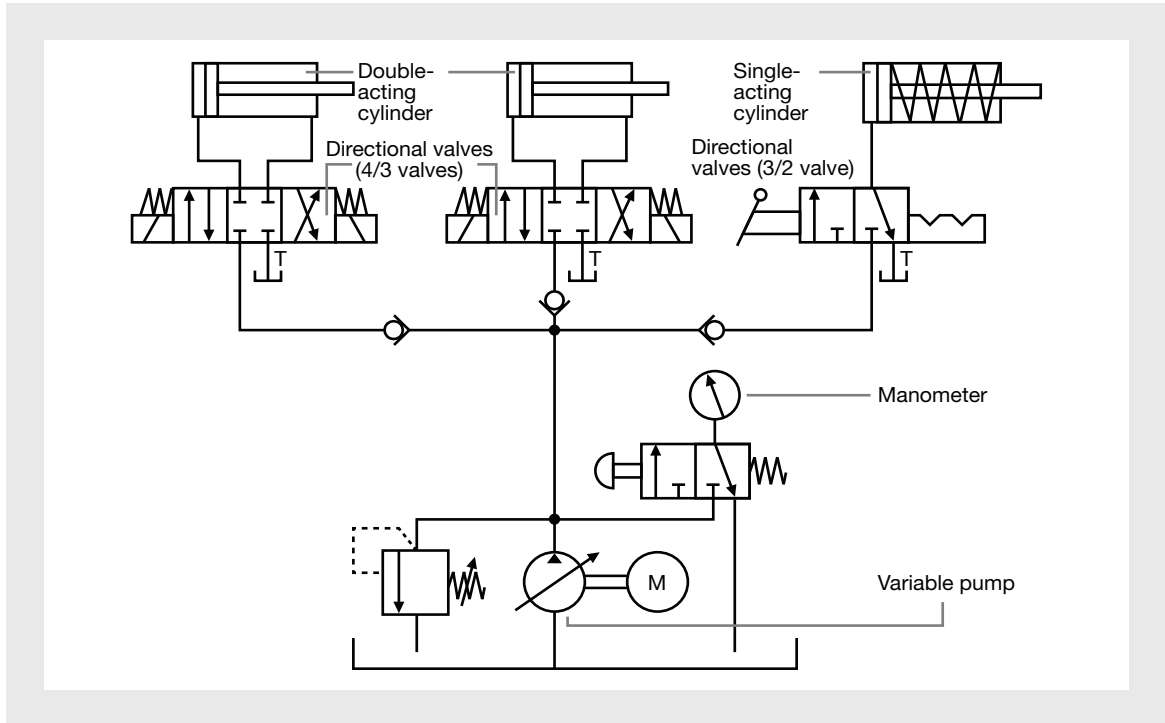 Double-
acting
cylinder
Single-
acting
cylinder
Directional valves
(4/3 valves)
Directional
valves (3/2 valve)
T
T
T
Manometer
M
Variable pump